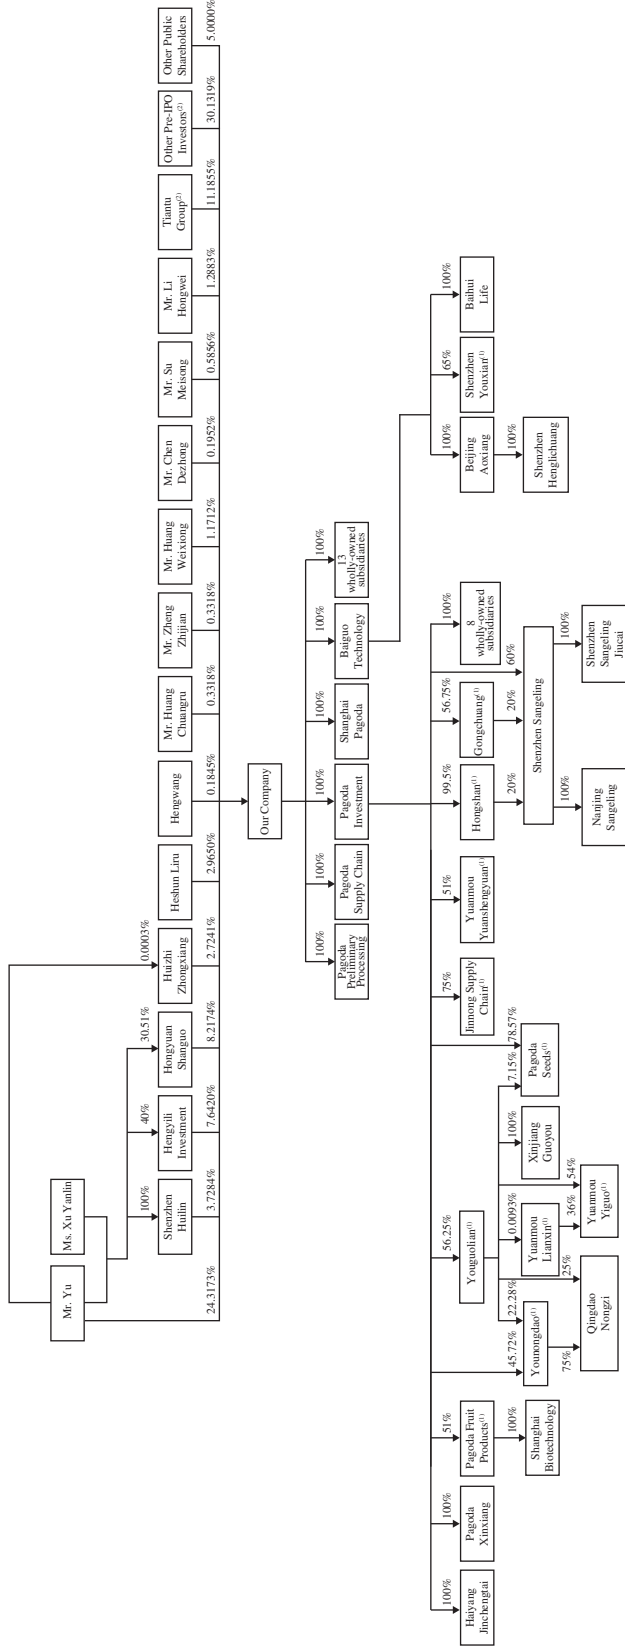 Mr. Yu
Ms. Xu Yanlin
100%
40%
30.51%
0.0003%
Shenzhen
Huilin
Hengyili
Investment
Hongyuan
Shanguo
Huizhi
Zhongxiang
Heshun Liru
Hengwang
Mr. Huang
Chuangru
Mr. Zheng
Zhijian
Mr. Huang
Weixiong
Mr. Chen
Dezhong
Mr. Su
Meisong
Mr. Li
Hongwei
Tiantu
Group(2)
Other Pre-IPO
Investors(2)
Other Public
Shareholders
24.3173%
3.7284%
7.6420%
8.2174%
2.7241%
2.9650%
0.1845%
0.3318%
0.3318%
1.1712%
0.1952%
0.5856%
1.2883%
11.1855%
30.1319%
5.0000%
Our Company
100%
100%
100%
100%
100%
100%
Pagoda
Preliminary
Processing
Pagoda
Supply Chain
Pagoda
Investment
Shanghai
Pagoda
Baiguo
Technology
13
wholly-owned
subsidiaries
100%
100%
51%
45.72%
56.25%
78.57%
75%
51%
99.5%
56.75%
60%
100%
100%
65%
100%
Haiyang
Jinchengtai
Pagoda
Xinxiang
Pagoda Fruit
Products(1)
Youguolian(1)
Jinnong Supply
Chain(1)
Yuanmou
Yuanshengyuan(1)
Hongshan(1)
Gongchuang(1)
8
wholly-owned
subsidiaries
Beijing
Aoxiang
Shenzhen
Youxian(1)
Baihui
Life
100%
22.28%
0.0093%
100%
7.15%
20%
20%
100%
Shanghai
Biotechnology
Younongdao(1)
Yuanmou
Lianxin(1)
Xinjiang
Guoyou
Pagoda
Seeds(1)
Shenzhen Sangeling
Shenzhen
Henglichuang
75%
25%
36%
54%
100%
100%
Qingdao
Nongzi
Yuanmou
Yiguo(1)
Nanjing
Sangeling
Shenzhen
Sangeling
Jiucai